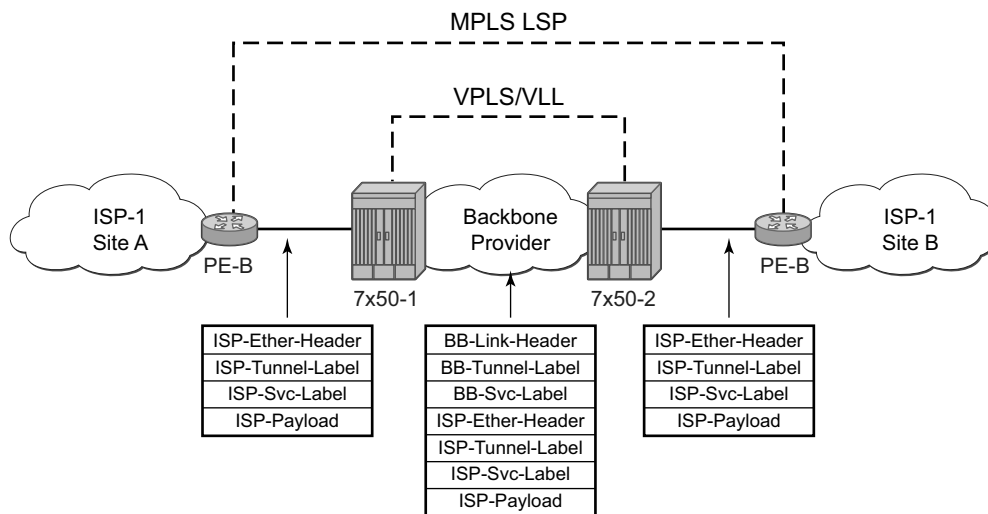 MPLS LSP
VPLS/VLL
ISP-1
Site A
PE-B
7x50-1
Backbone
Provider
7x50-2
PE-B
ISP-1
Site B
ISP-Ether-Header
ISP-Tunnel-Label
ISP-Svc-Label
ISP-Payload
BB-Link-Header
BB-Tunnel-Label
BB-Svc-Label
ISP-Ether-Header
ISP-Tunnel-Label
ISP-Svc-Label
ISP-Payload
ISP-Ether-Header
ISP-Tunnel-Label
ISP-Svc-Label
ISP-Payload